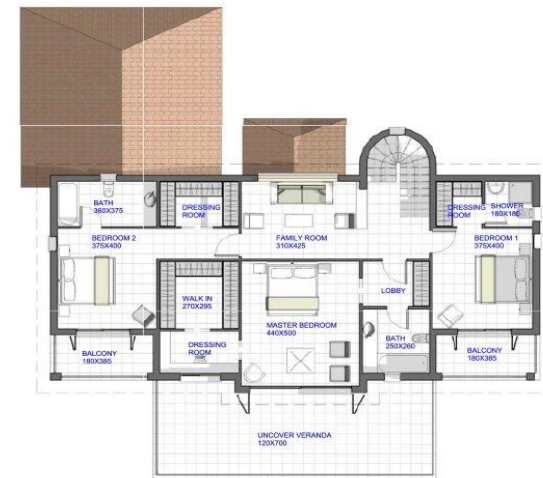 BATH
360X375
DRESSING
ROOM
DRESSING
ROOM
SHOWER
180X180
BEDROOM 2
375X400
FAMILY ROOM
310X425
BEDROOM 1
375X400
WALK IN
270X295
LOBBY
MASTER BEDROOM
440X500
DRESSING
ROOM
BATH
250X260
BALCONY
180X385
BALCONY
180X385
UNCOVER VERANDA
120X700